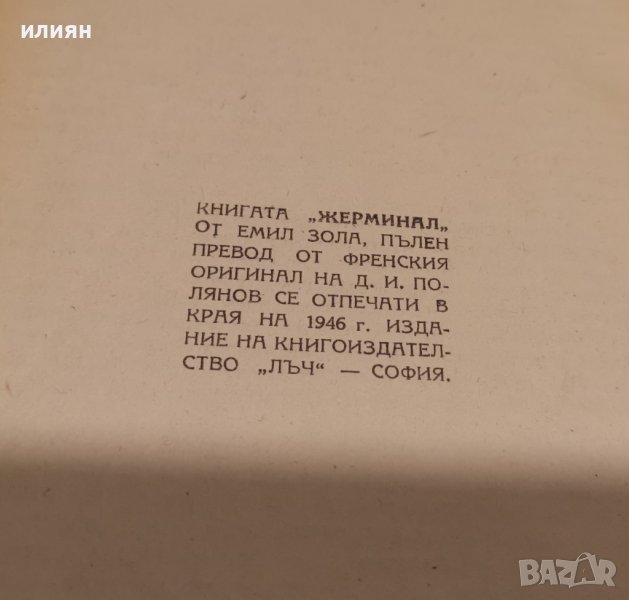 илиян
КНИГАТА „ЖЕРМИНАЛ„
ОТ ЕМИЛ ЗОЛА, ПЪЛЕН
ПРЕВОД ОТ ФРЕНСКИЯ
ОРИГИНАЛ НА Д. И. ПО-
ЛЯНОВ СЕ ОТПЕЧАТИ В
КРАЯ НА 1946 г. ИЗДА-
НИЕ НА КНИГОИЗДАТЕЛ-
СТВО „ЛЪЧ“ — СОФИЯ.
BAZAR